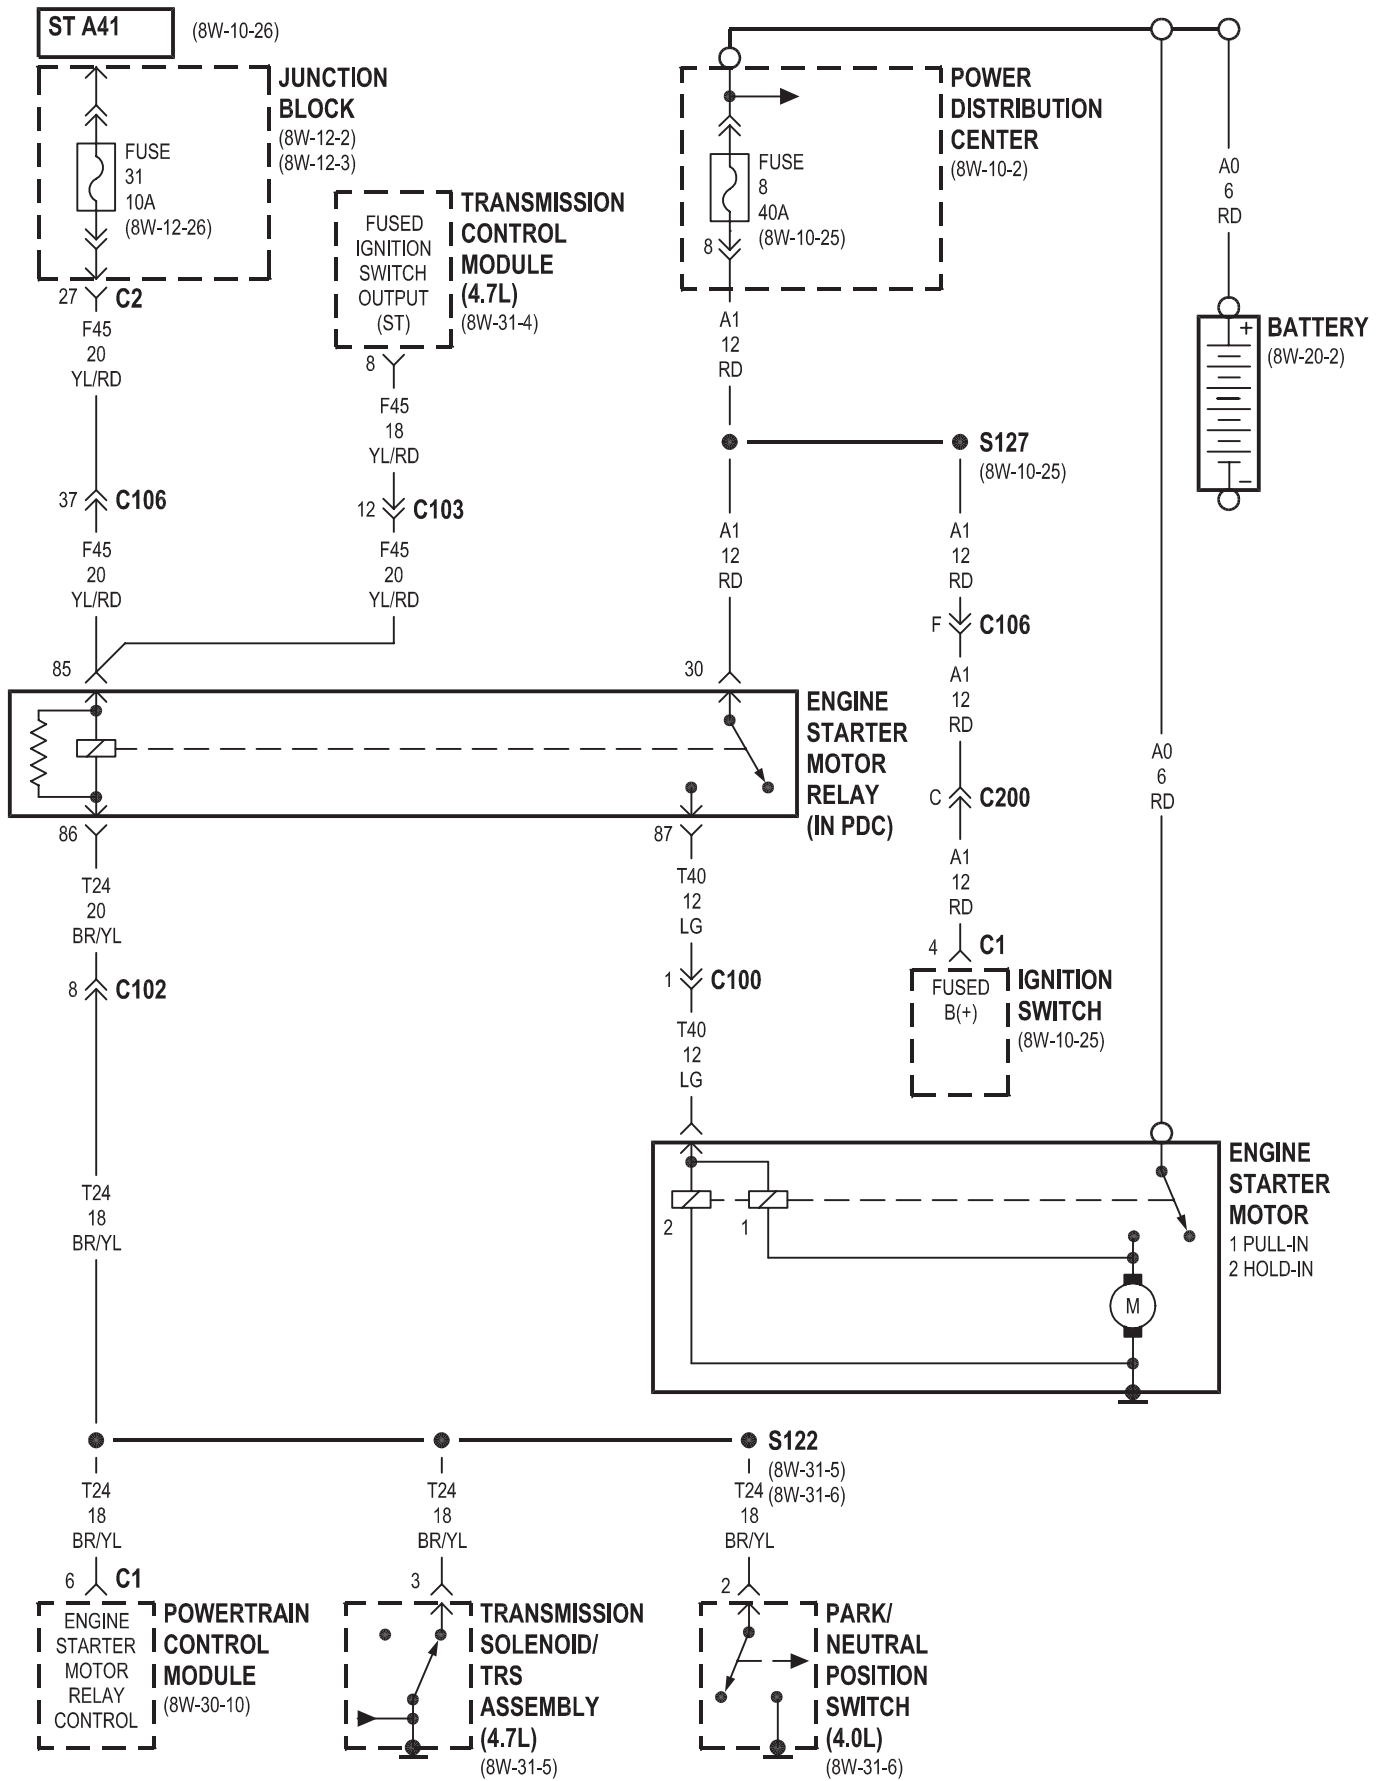 ST A41
(8W-10-26)
JUNCTION
BLOCK
(8W-12-2)
(8W-12-3)
FUSE
31
10A
(8W-12-26)
27
C2
F45
20
YL/RD
37
C106
F45
20
YL/RD
FUSED
IGNITION
SWITCH
OUTPUT
(ST)
TRANSMISSION
CONTROL
MODULE
(4.7L)
(8W-31-4)
8
F45
18
YL/RD
12
C103
F45
20
YL/RD
POWER
DISTRIBUTION
CENTER
(8W-10-2)
FUSE
8
40A
(8W-10-25)
8
A1
12
RD
S127
(8W-10-25)
A1
12
RD
A1
12
RD
F
C106
A1
12
RD
C
C200
A1
12
RD
4
C1
FUSED
B(+)
IGNITION
SWITCH
(8W-10-25)
A0
6
RD
+
-
BATTERY
(8W-20-2)
A0
6
RD
85
30
ENGINE
STARTER
MOTOR
RELAY
(IN PDC)
86
87
T24
20
BR/YL
8
C102
T24
18
BR/YL
T40
12
LG
1
C100
T40
12
LG
2
1
M
ENGINE
STARTER
MOTOR
1 PULL-IN
2 HOLD-IN
S122
(8W-31-5)
(8W-31-6)
T24
18
BR/YL
T24
18
BR/YL
T24
18
BR/YL
6
C1
ENGINE
STARTER
MOTOR
RELAY
CONTROL
POWERTRAIN
CONTROL
MODULE
(8W-30-10)
3
TRANSMISSION
SOLENOID/
TRS
ASSEMBLY
(4.7L)
(8W-31-5)
2
PARK/
NEUTRAL
POSITION
SWITCH
(4.0L)
(8W-31-6)